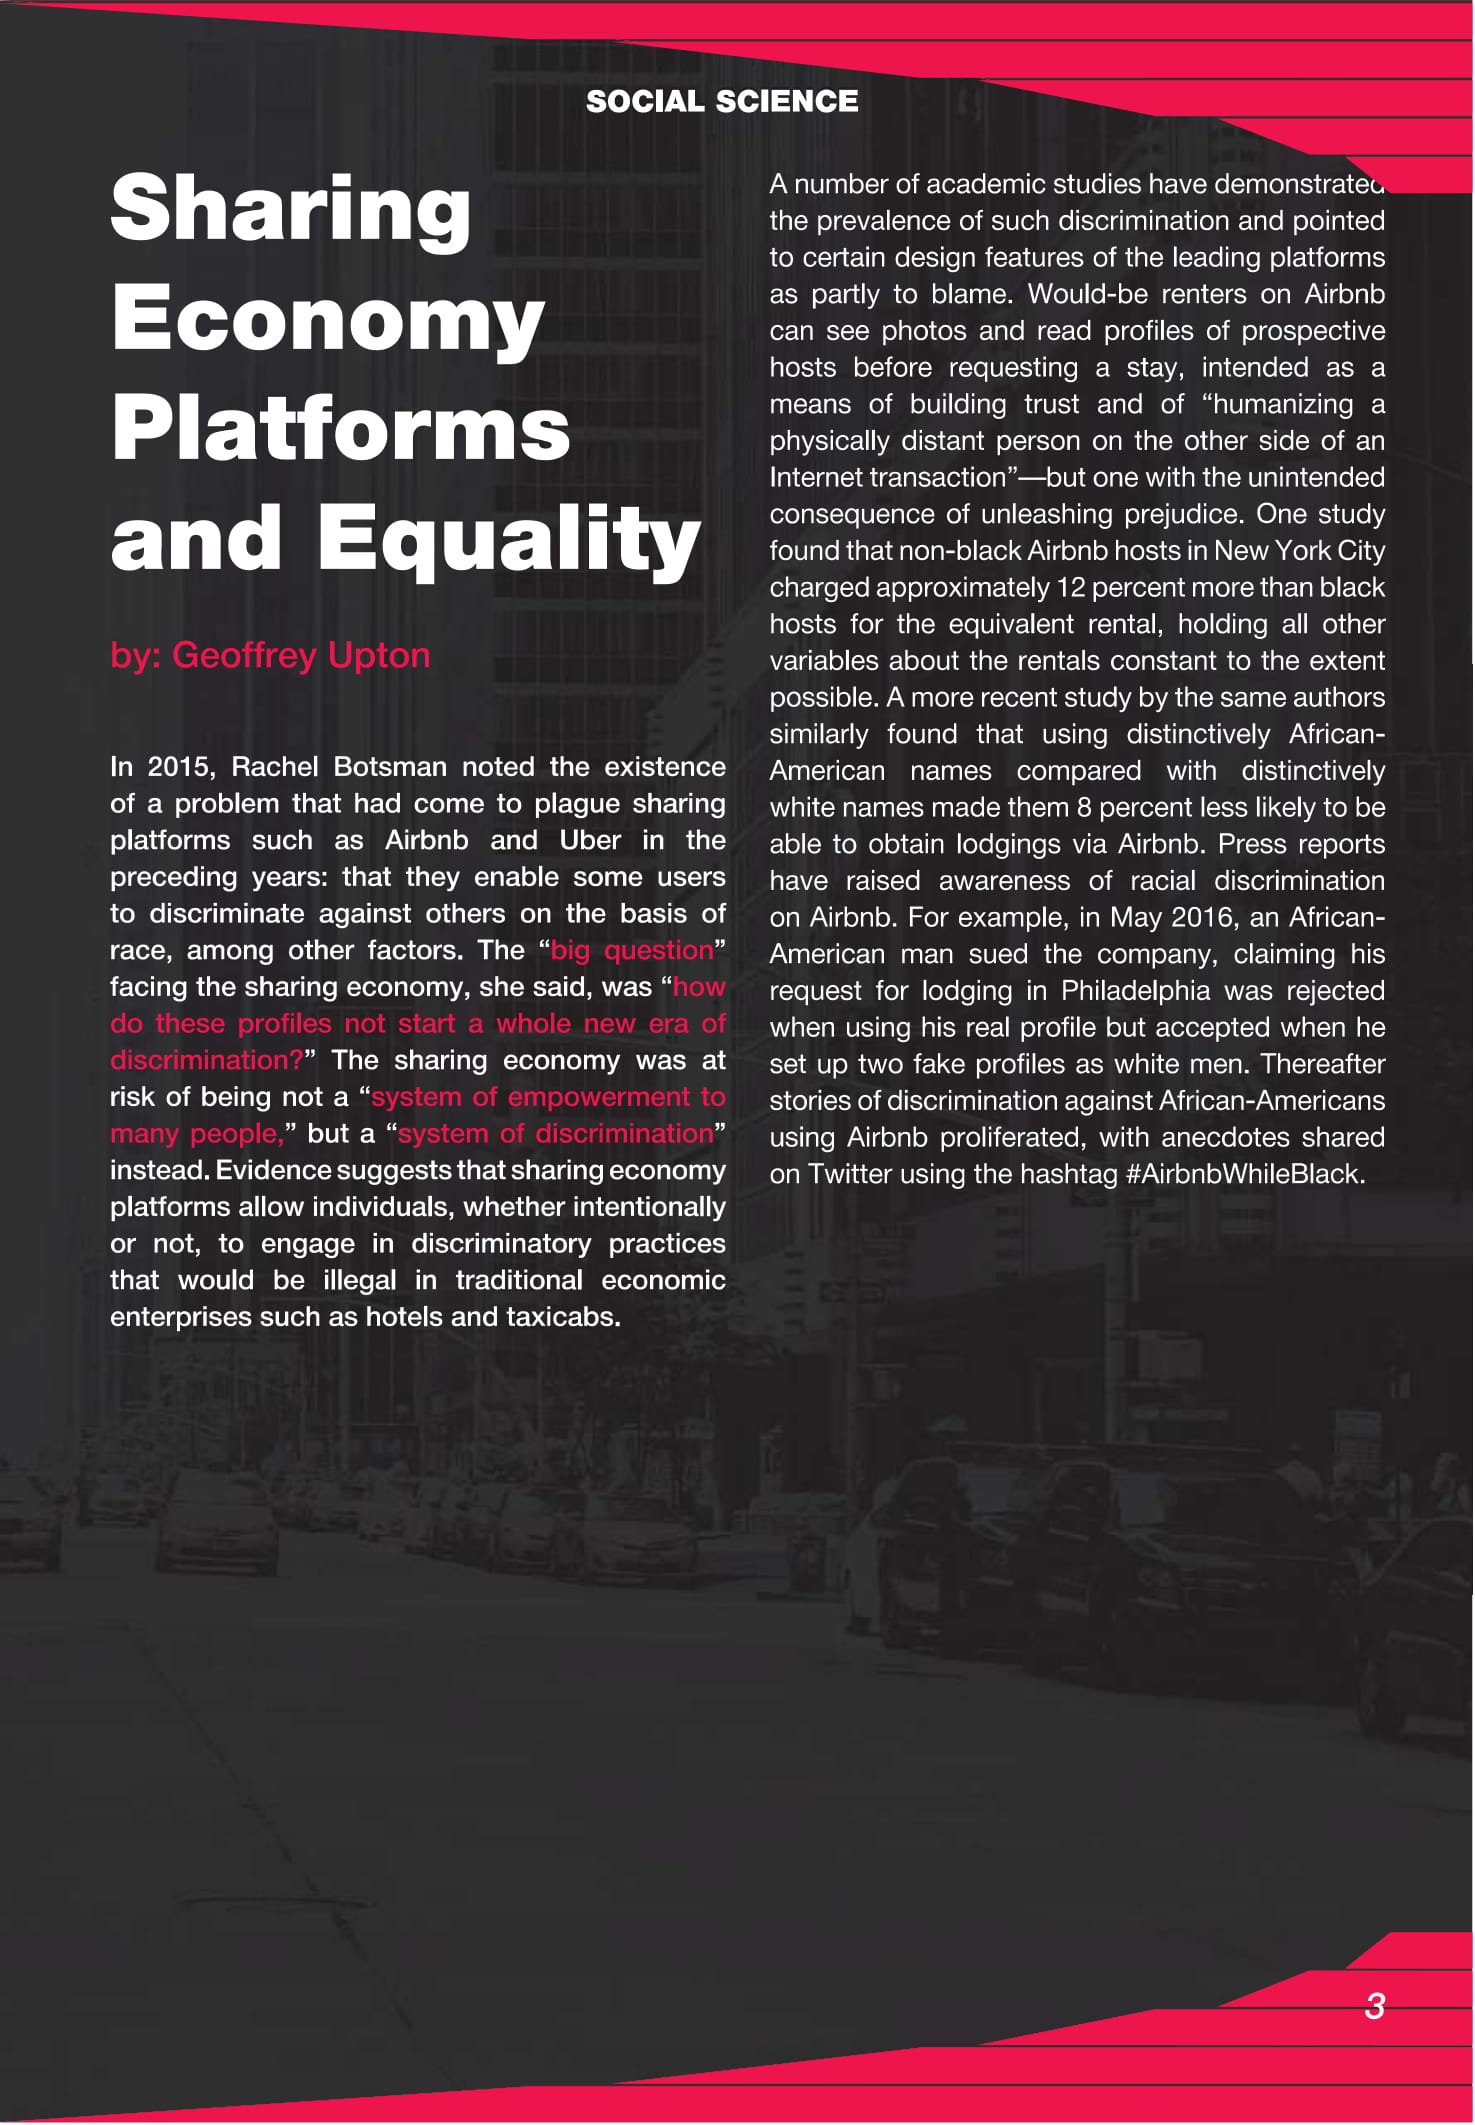 SOCIAL SCIENCE
Sharing
Economy
Platforms
and Equality
by: Geoffrey Upton
In 2015, Rachel Botsman noted the existence
of a problem that had come to plague sharing
platforms such as Airbnb and Uber in the
preceding years: that they enable some users
to discriminate against others on the basis of
race, among other factors. The “big question”
facing the sharing economy, she said, was “how
do these profiles not start a whole new era of
discrimination?” The sharing economy was at
risk of being not a “system of empowerment to
many people,” but a “system of discrimination”
instead. Evidence suggests that sharing economy
platforms allow individuals, whether intentionally
or not, to engage in discriminatory practices
that would be illegal in traditional economic
enterprises such as hotels and taxicabs.
A number of academic studies have demonstrated
the prevalence of such discrimination and pointed
to certain design features of the leading platforms
as partly to blame. Would-be renters on Airbnb
can see photos and read profiles of prospective
hosts before requesting a stay, intended as a
means of building trust and of “humanizing a
physically distant person on the other side of an
Internet transaction”—but one with the unintended
consequence of unleashing prejudice. One study
found that non-black Airbnb hosts in New York City
charged approximately 12 percent more than black
hosts for the equivalent rental, holding all other
variables about the rentals constant to the extent
possible. A more recent study by the same authors
similarly found that using distinctively African-
American names compared with distinctively
white names made them 8 percent less likely to be
able to obtain lodgings via Airbnb. Press reports
have raised awareness of racial discrimination
on Airbnb. For example, in May 2016, an African-
American man sued the company, claiming his
request for lodging in Philadelphia was rejected
when using his real profile but accepted when he
set up two fake profiles as white men. Thereafter
stories of discrimination against African-Americans
using Airbnb proliferated, with anecdotes shared
on Twitter using the hashtag #AirbnbWhileBlack.
3